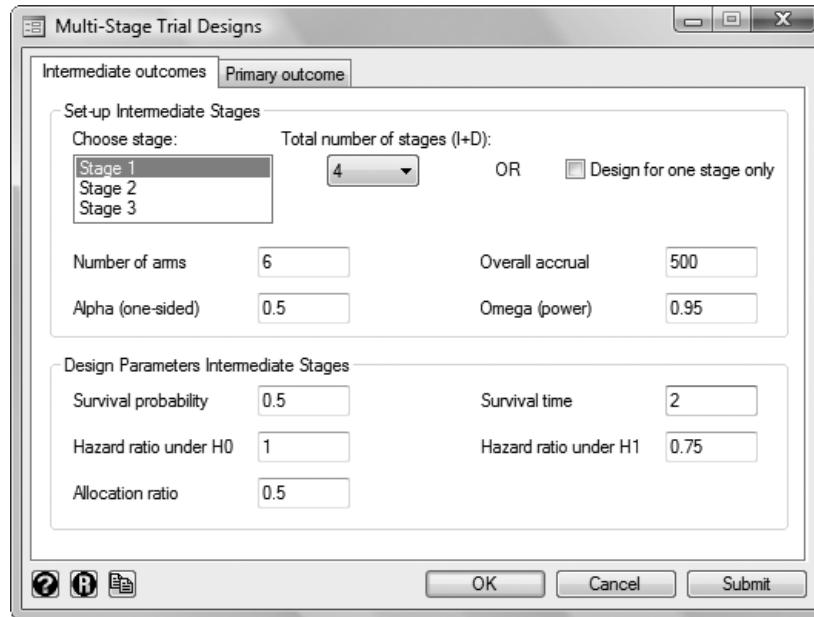 Multi-Stage Trial Designs
Intermediate outcomes Primary outcome
Set-up Intermediate Stages
Choose stage: Total number of stages (I+D):
Stage 1
Stage 2
Stage 3
4 OR Design for one stage only
Number of arms 6 Overall accrual 500
Alpha (one-sided) 0.5 Omega (power) 0.95
Design Parameters Intermediate Stages
Survival probability 0.5 Survival time 2
Hazard ratio under H0 1 Hazard ratio under H1 0.75
Allocation ratio 0.5
? R OK Cancel Submit